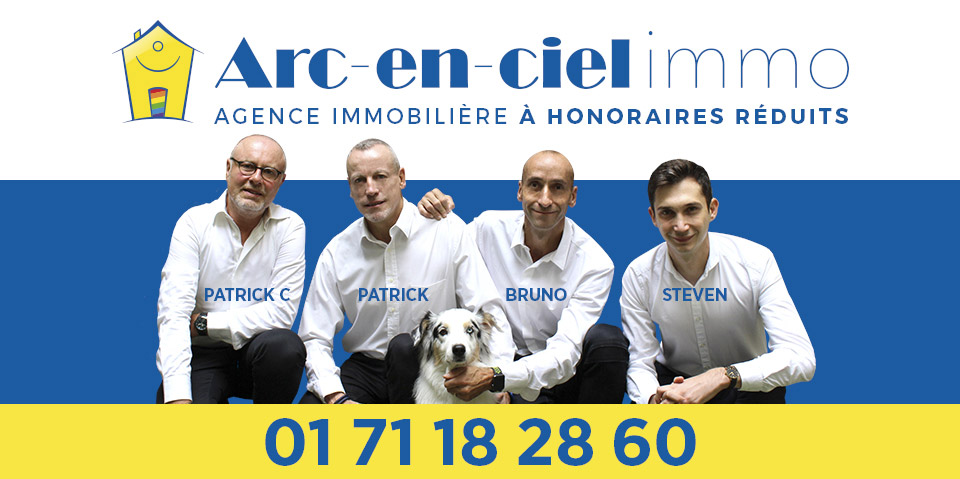 Arc-en-ciel immo
AGENCE IMMOBILIÈRE À HONORAIRES RÉDUITS
PATRICK C PATRICK BRUNO STEVEN
01 71 18 28 60